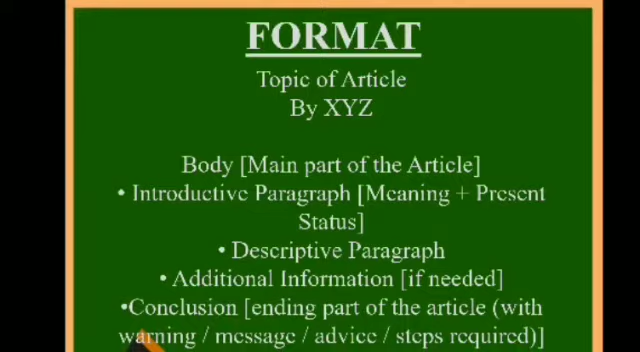 FORMAT
Topic of Article
By XYZ
Body [Main part of the Article]
• Introductive Paragraph [Meaning + Present
Status]
• Descriptive Paragraph
• Additional Information [if needed]
•Conclusion [ending part of the article (with
warning / message / advice / steps required)]